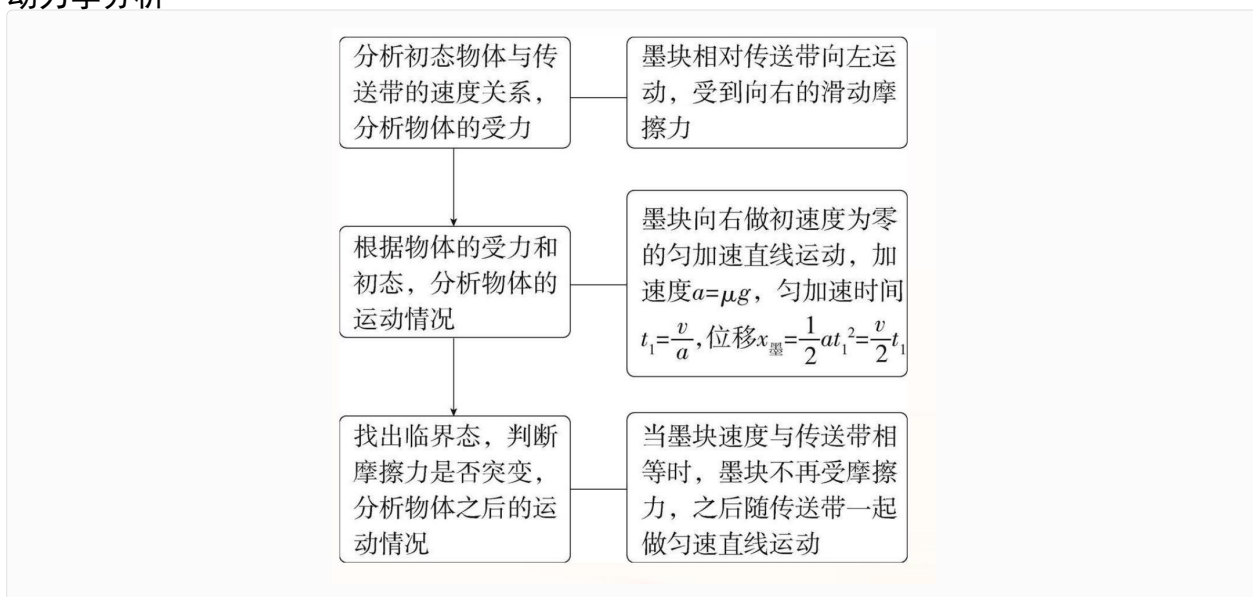 动力学分析
分析初态物体与传
送带的速度关系，
分析物体的受力
墨块相对传送带向左运
动，受到向右的滑动摩
擦力
根据物体的受力和
初态，分析物体的
运动情况
墨块向右做初速度为零
的匀加速直线运动，加
速度a=μg，匀加速时间
t₁=v/a,位移x墨=1/2at₁²=v/2t₁
找出临界态，判断
摩擦力是否突变，
分析物体之后的运
动情况
当墨块速度与传送带相
等时，墨块不再受摩擦
力，之后随传送带一起
做匀速直线运动